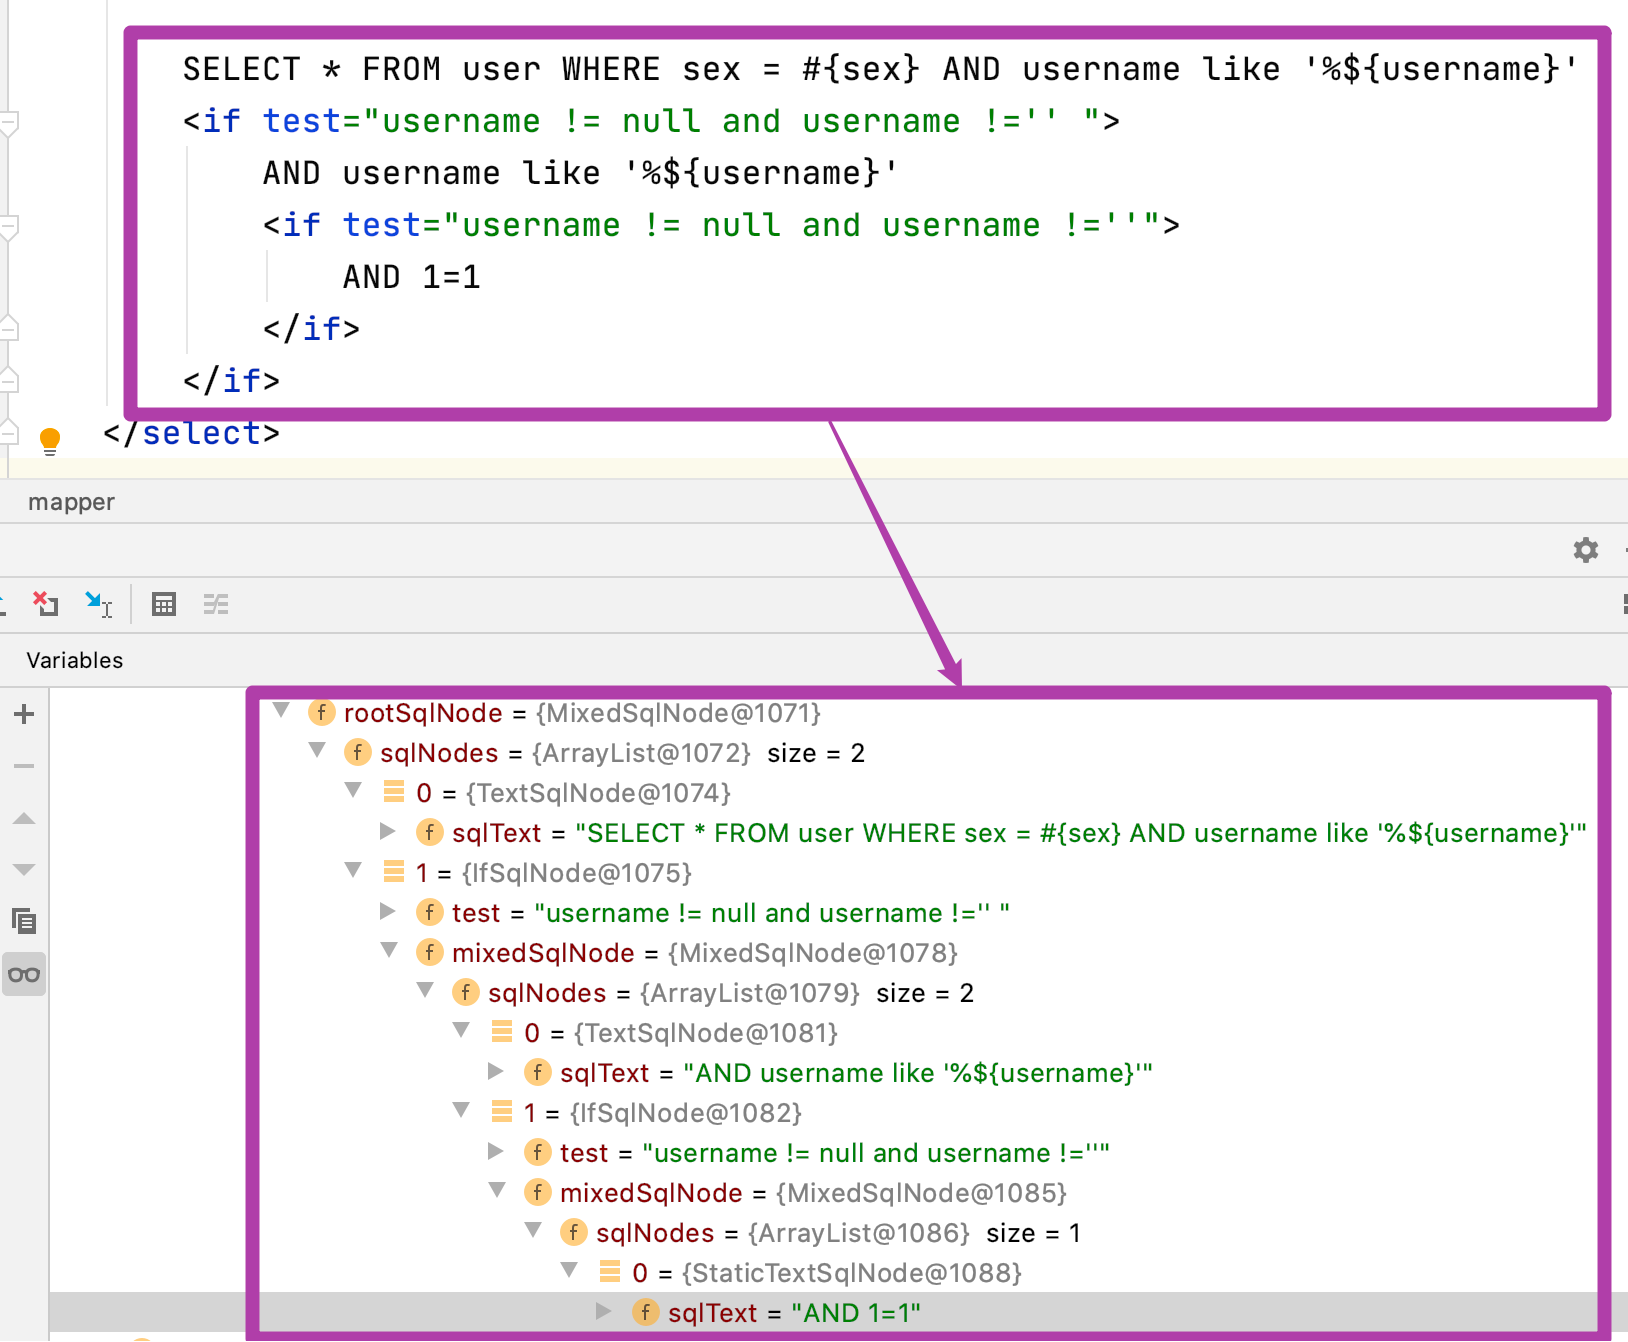 SELECT * FROM user WHERE sex = #{sex} AND username like '%${username}'
<if test="username != null and username !='' ">
AND username like '%${username}'
<if test="username != null and username !=''">
AND 1=1
</if>
</if>
</select>
mapper
Variables
f rootSqlNode = {MixedSqlNode@1071}
f sqlNodes = {ArrayList@1072} size = 2
0 = {TextSqlNode@1074}
f sqlText = "SELECT * FROM user WHERE sex = #{sex} AND username like '%${username}'"
1 = {IfSqlNode@1075}
f test = "username != null and username !='' "
f mixedSqlNode = {MixedSqlNode@1078}
f sqlNodes = {ArrayList@1079} size = 2
0 = {TextSqlNode@1081}
f sqlText = "AND username like '%${username}'"
1 = {IfSqlNode@1082}
f test = "username != null and username !=''"
f mixedSqlNode = {MixedSqlNode@1085}
f sqlNodes = {ArrayList@1086} size = 1
0 = {StaticTextSqlNode@1088}
f sqlText = "AND 1=1"